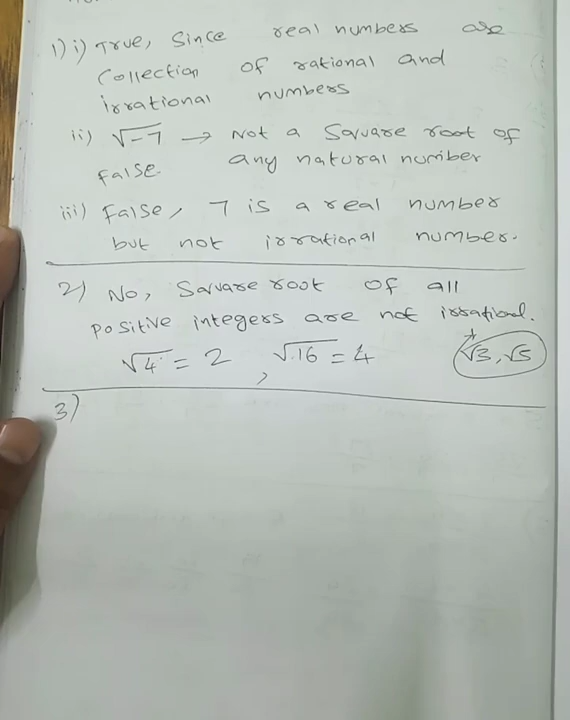 1) i) True, Since real numbers are
Collection of rational and
irrational numbers
ii) √-7 → Not a Square root of
False. any natural number
iii) False, 7 is a real number
but not irrational number.
2) No, Square root of all
positive integers are not irrational.
√4 = 2 , √16 = 4 √3, √5
3)